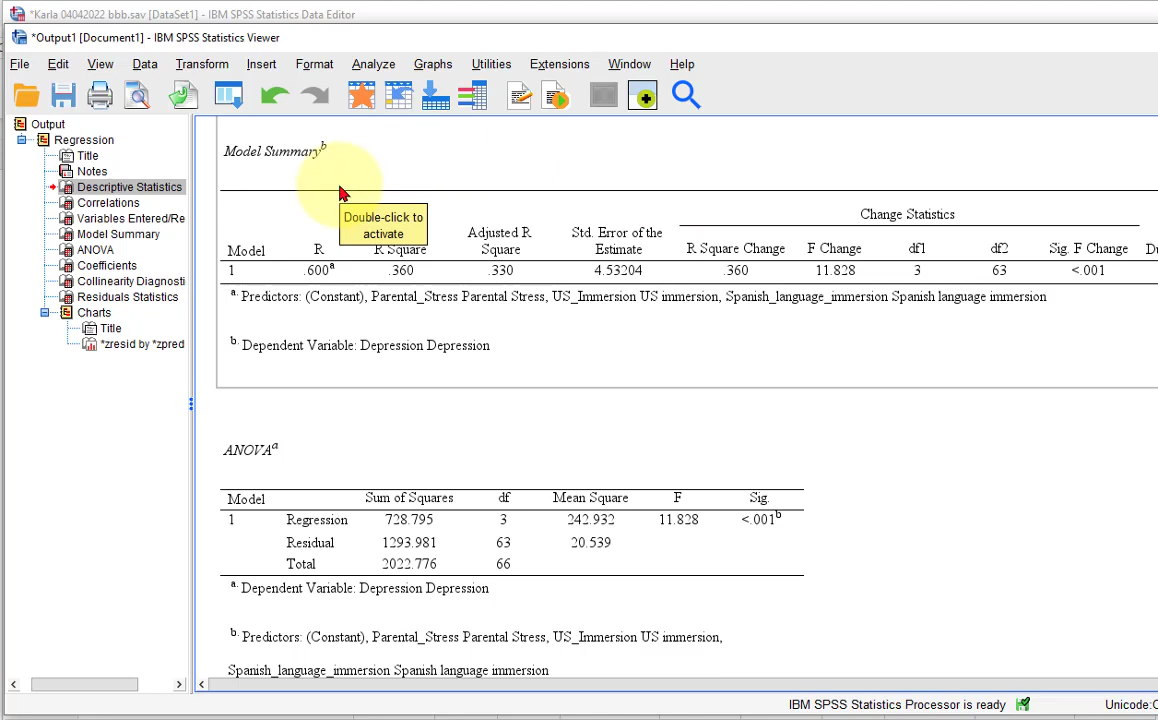 *Karla 04042022 bbb.sav [DataSet1] - IBM SPSS Statistics Data Editor
*Output1 [Document1] - IBM SPSS Statistics Viewer
File Edit View Data Transform Insert Format Analyze Graphs Utilities Extensions Window Help
Output
Regression
Title
Notes
Descriptive Statistics
Correlations
Variables Entered/Re
Model Summary
ANOVA
Coefficients
Collinearity Diagnosti
Residuals Statistics
Charts
Title
*zresid by *zpred
Model Summaryb
Double-click to
activate
Change Statistics
Adjusted R Std. Error of the
Model R R Square Square Estimate R Square Change F Change df1 df2 Sig. F Change Du
1 .600a .360 .330 4.53204 .360 11.828 3 63 <.001
a. Predictors: (Constant), Parental_Stress Parental Stress, US_Immersion US immersion, Spanish_language_immersion Spanish language immersion
b. Dependent Variable: Depression Depression
ANOVAa
Model Sum of Squares df Mean Square F Sig.
1 Regression 728.795 3 242.932 11.828 <.001b
Residual 1293.981 63 20.539
Total 2022.776 66
a. Dependent Variable: Depression Depression
b. Predictors: (Constant), Parental_Stress Parental Stress, US_Immersion US immersion,
Spanish_language_immersion Spanish language immersion
IBM SPSS Statistics Processor is ready Unicode:O